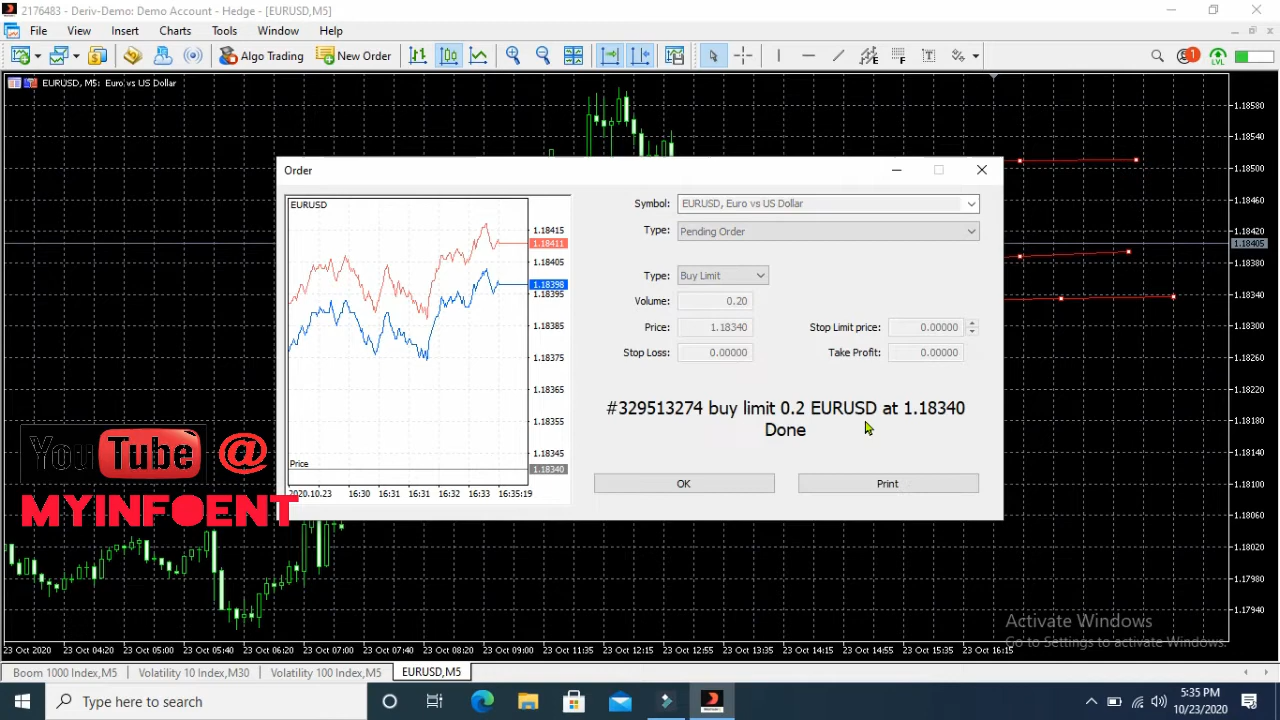 2176483 - Deriv-Demo: Demo Account - Hedge - [EURUSD,M5]
File View Insert Charts Tools Window Help
Algo Trading New Order
1
LVL
EURUSD, M5: Euro vs US Dollar
1.18580
1.18540
1.18500
1.18460
1.18420
1.18380
1.18340
1.18300
1.18260
1.18220
1.18180
1.18140
1.18100
1.18060
1.18020
1.17980
1.17940
Order
EURUSD
1.18415
1.18411
1.18405
1.18398
1.18395
1.18385
1.18375
1.18365
1.18355
1.18345
1.18340
Price
2020.10.23 16:30 16:31 16:31 16:32 16:33 16:35:19
Symbol: EURUSD, Euro vs US Dollar
Type: Pending Order
Type: Buy Limit
Volume: 0.20
Price: 1.18340 Stop Limit price: 0.00000
Stop Loss: 0.00000 Take Profit: 0.00000
#329513274 buy limit 0.2 EURUSD at 1.18340
Done
OK Print
YouTube @
MYINFOENT
Activate Windows
Go to Settings to activate Windows.
23 Oct 2020 23 Oct 04:20 23 Oct 05:00 23 Oct 05:40 23 Oct 06:20 23 Oct 07:00 07:40 23 Oct 08:20 23 Oct 09:00 23 Oct 11:35 23 Oct 12:15 23 Oct 12:55 23 Oct 13:35 23 Oct 14:15 23 Oct 14:55 23 Oct 15:35 23 Oct 16:15
Boom 1000 Index,M5 Volatility 10 Index,M30 Volatility 100 Index,M5 EURUSD,M5
Type here to search
5:35 PM
10/23/2020